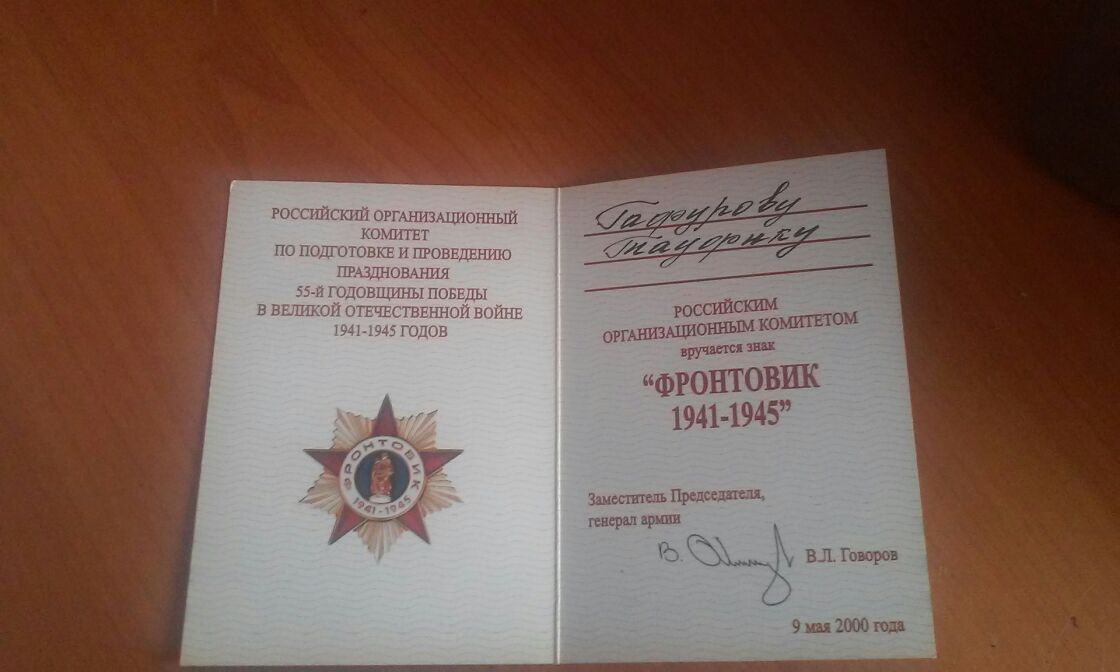 РОССИЙСКИЙ ОРГАНИЗАЦИОННЫЙ
КОМИТЕТ
ПО ПОДГОТОВКЕ И ПРОВЕДЕНИЮ
ПРАЗДНОВАНИЯ
55-й ГОДОВЩИНЫ ПОБЕДЫ
В ВЕЛИКОЙ ОТЕЧЕСТВЕННОЙ ВОЙНЕ
1941-1945 ГОДОВ
ФРОНТОВИК
1941-1945
Гафурову
Тауфику
РОССИЙСКИМ
ОРГАНИЗАЦИОННЫМ КОМИТЕТОМ
вручается знак
“ФРОНТОВИК
1941-1945”
Заместитель Председателя,
генерал армии
В.
В.Л. Говоров
9 мая 2000 года